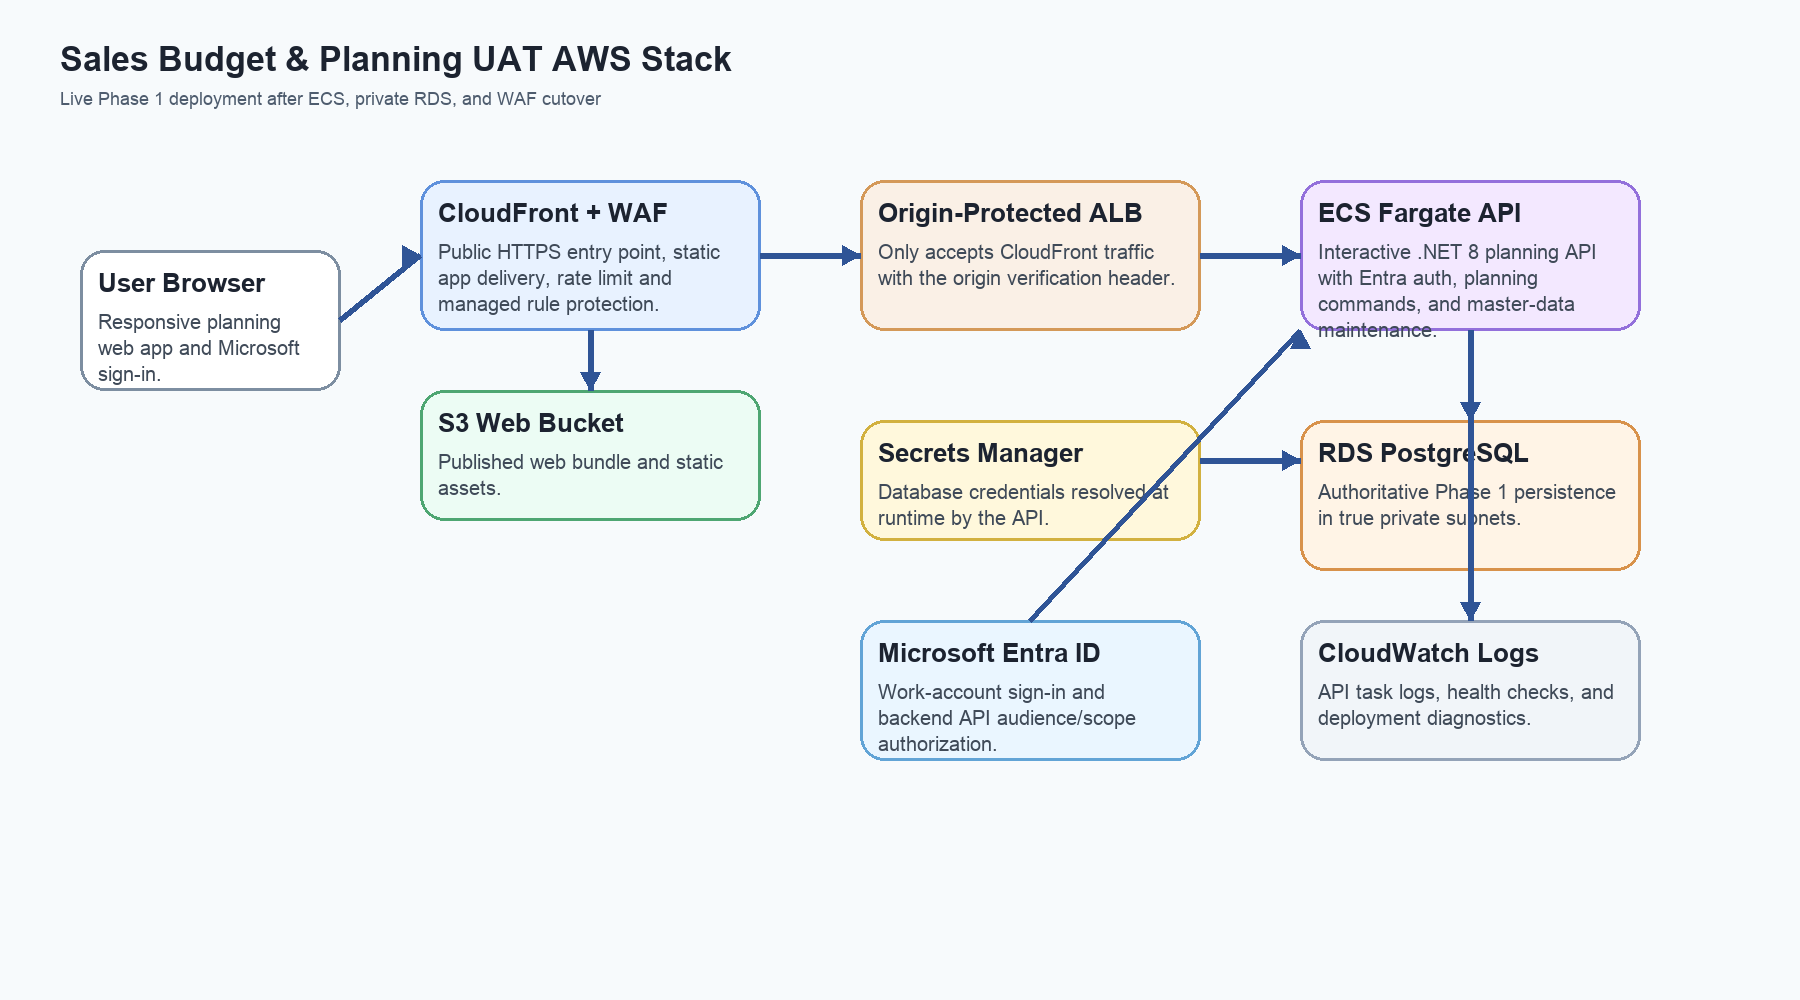 Sales Budget & Planning UAT AWS Stack
Live Phase 1 deployment after ECS, private RDS, and WAF cutover
User Browser
Responsive planning
web app and Microsoft
sign-in.
CloudFront + WAF
Public HTTPS entry point, static
app delivery, rate limit and
managed rule protection.
Origin-Protected ALB
Only accepts CloudFront traffic
with the origin verification header.
ECS Fargate API
Interactive .NET 8 planning API
with Entra auth, planning
commands, and master-data
maintenance.
S3 Web Bucket
Published web bundle and static
assets.
Secrets Manager
Database credentials resolved at
runtime by the API.
RDS PostgreSQL
Authoritative Phase 1 persistence
in true private subnets.
Microsoft Entra ID
Work-account sign-in and
backend API audience/scope
authorization.
CloudWatch Logs
API task logs, health checks, and
deployment diagnostics.